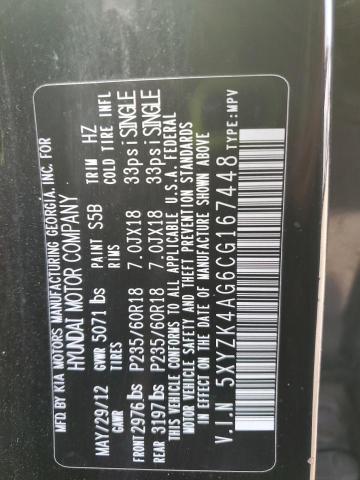 MFD.BY KIA MOTORS MANUFACTURING GEORGIA, INC. FOR
HYUNDAI MOTOR COMPANY
MAY/29/12 GVWR 5071 lbs PAINT S5B TRIM HZ
GAWR TIRES RIMS COLD TIRE INFL
FRONT 2976 lbs P235/60R18 7.0JX18 33psi SINGLE
REAR 3197 lbs P235/60R18 7.0JX18 33psi SINGLE
THIS VEHICLE CONFORMS TO ALL APPLICABLE U.S.A. FEDERAL
MOTOR VEHICLE SAFETY AND THEFT PREVENTION STANDARDS
IN EFFECT ON THE DATE OF MANUFACTURE SHOWN ABOVE
V.I.N 5XYZK4AG6CG167448 TYPE:MPV